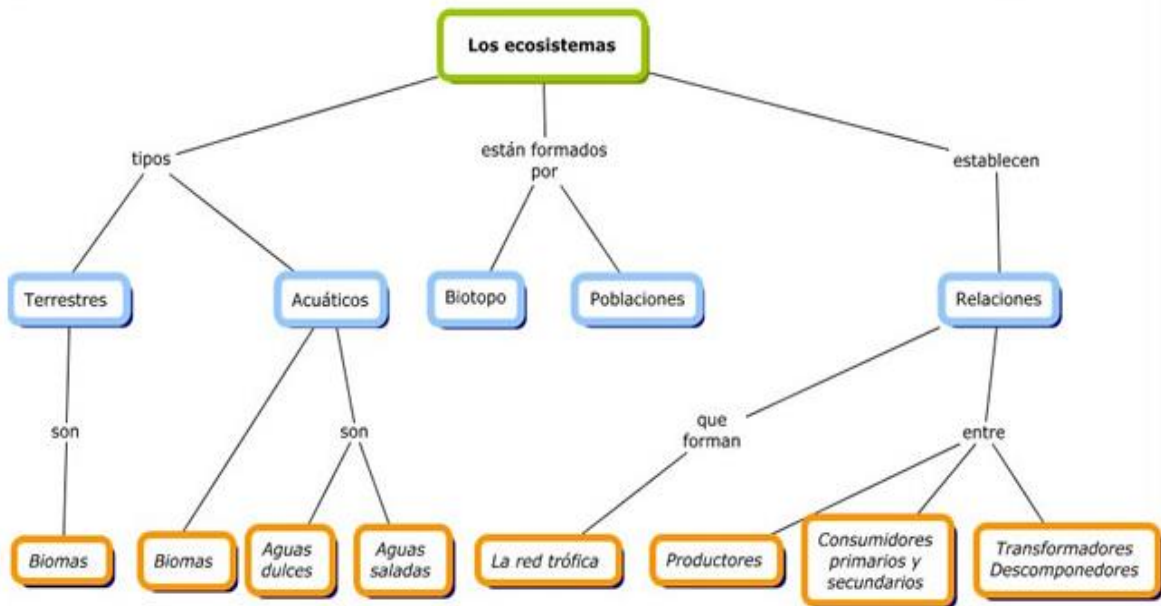 Los ecosistemas
tipos
están formados
por
establecen
Terrestres
Acuáticos
Biotopo
Poblaciones
Relaciones
son
son
que
forman
entre
Biomas
Biomas
Aguas
dulces
Aguas
saladas
La red trófica
Productores
Consumidores
primarios y
secundarios
Transformadores
Descomponedores